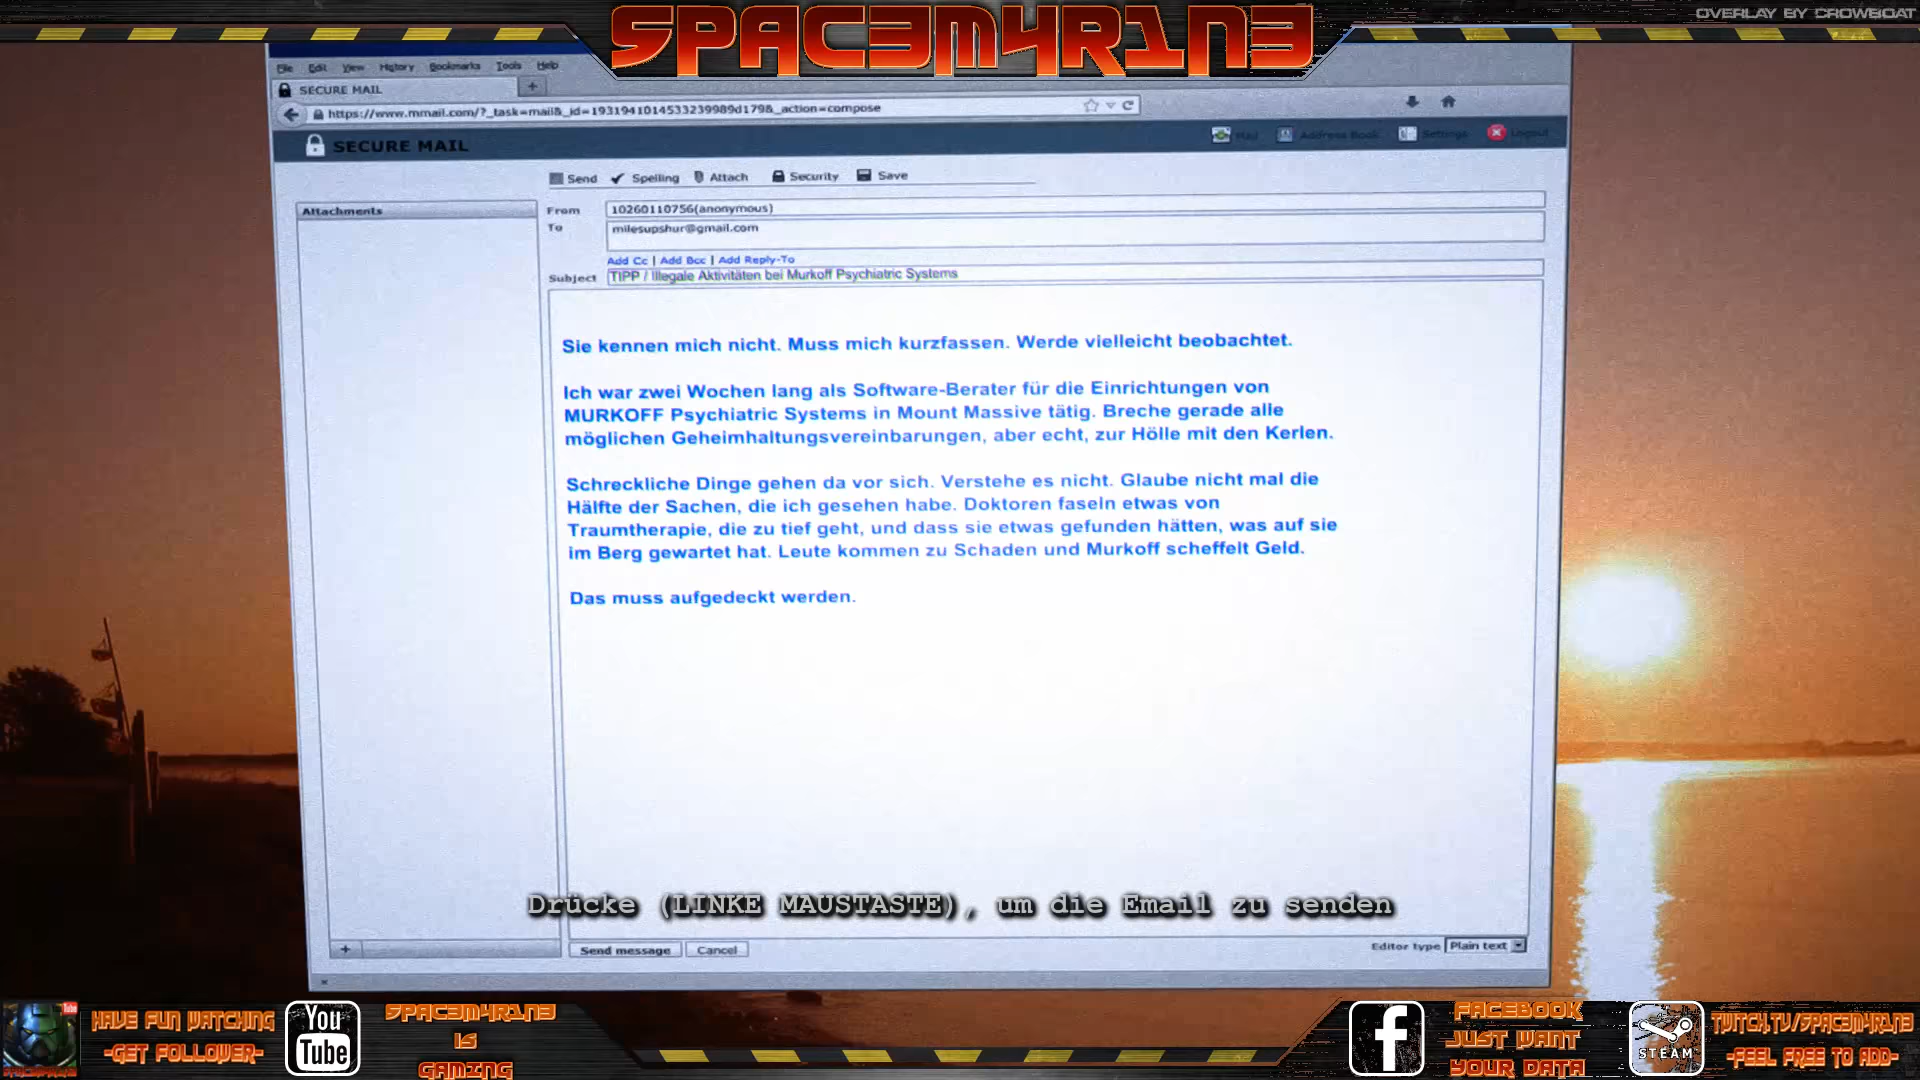 SPAC3M4R1N3
OVERLAY BY CROWBOAT
File Edit View History Bookmarks Tools Help
SECURE MAIL
+
https://www.mmail.com/?_task=mail&_id=1931941014533239989d179&_action=compose
SECURE MAIL
Mail Address Book Settings Logout
Send Spelling Attach Security Save
Attachments
From 10260110756(anonymous)
To milesupshur@gmail.com
Add Cc | Add Bcc | Add Reply-To
Subject TIPP / Illegale Aktivitäten bei Murkoff Psychiatric Systems
Sie kennen mich nicht. Muss mich kurzfassen. Werde vielleicht beobachtet.
Ich war zwei Wochen lang als Software-Berater für die Einrichtungen von
MURKOFF Psychiatric Systems in Mount Massive tätig. Breche gerade alle
möglichen Geheimhaltungsvereinbarungen, aber echt, zur Hölle mit den Kerlen.
Schreckliche Dinge gehen da vor sich. Verstehe es nicht. Glaube nicht mal die
Hälfte der Sachen, die ich gesehen habe. Doktoren faseln etwas von
Traumtherapie, die zu tief geht, und dass sie etwas gefunden hätten, was auf sie
im Berg gewartet hat. Leute kommen zu Schaden und Murkoff scheffelt Geld.
Das muss aufgedeckt werden.
Drücke (LINKE MAUSTASTE), um die Email zu senden
+
Send message Cancel
Editor type Plain text
HAVE FUN WATCHING
-GET FOLLOWER-
You
Tube
SPAC3M4R1N3
IS
GAMING
FACEBOOK
JUST WANT
YOUR DATA
STEAM
TWITCH.TV/SPAC3M4R1N3
-FEEL FREE TO ADD-